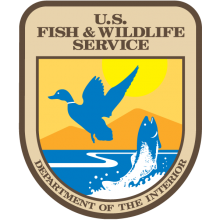 U.S.
FISH & WILDLIFE
SERVICE
DEPARTMENT OF THE INTERIOR